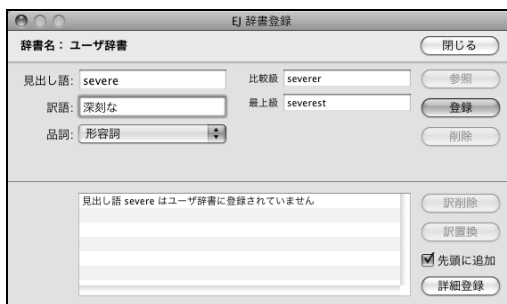 EJ 辞書登録
辞書名： ユーザ辞書
閉じる
見出し語: severe
比較級 severer
参照
訳語: 深刻な
最上級 severest
登録
品詞: 形容詞
削除
見出し語 severe はユーザ辞書に登録されていません
訳削除
訳置換
先頭に追加
詳細登録